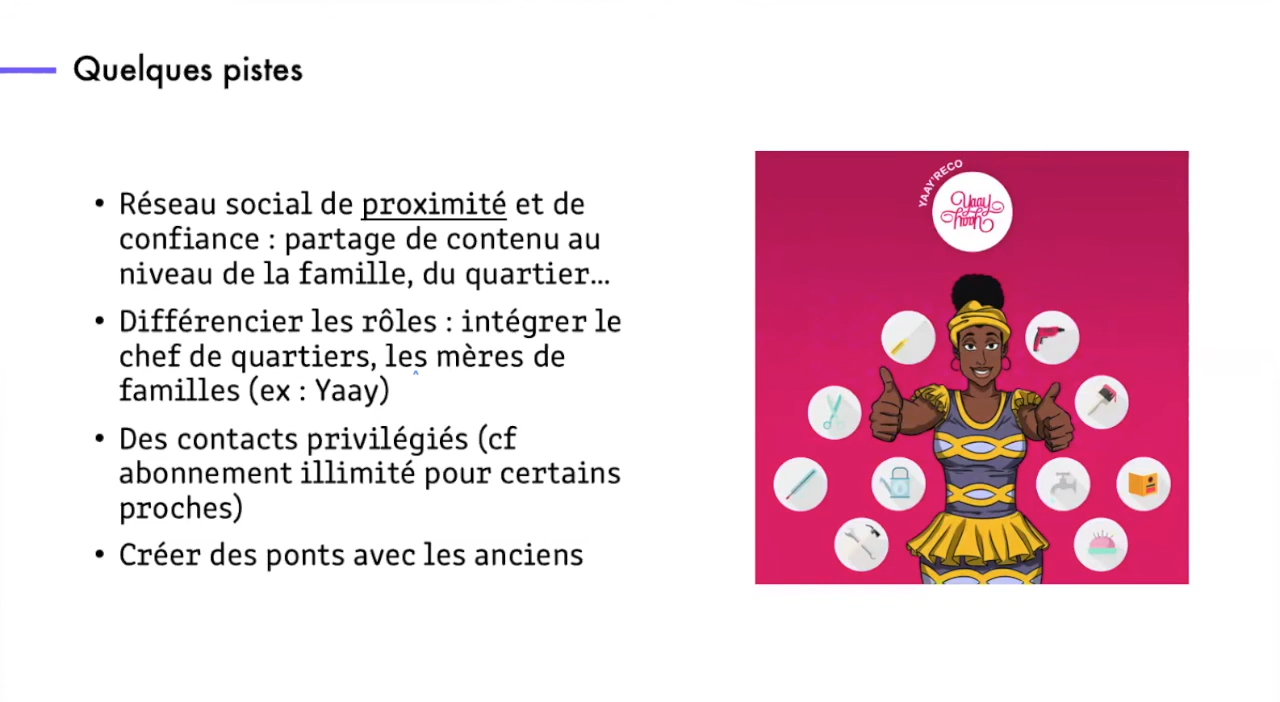 Quelques pistes
• Réseau social de proximité et de
confiance : partage de contenu au
niveau de la famille, du quartier...
• Différencier les rôles : intégrer le
chef de quartiers, les mères de
familles (ex : Yaay)
• Des contacts privilégiés (cf
abonnement illimité pour certains
proches)
• Créer des ponts avec les anciens
YAAY'RECO
Yaay
hooh